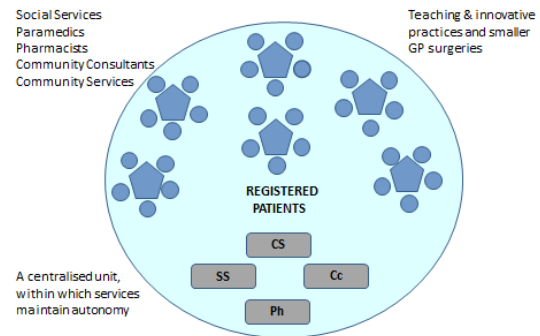 Social Services
Paramedics
Pharmacists
Community Consultants
Community Services
Teaching & innovative
practices and smaller
GP surgeries
REGISTERED
PATIENTS
CS
SS
Cc
Ph
A centralised unit,
within which services
maintain autonomy